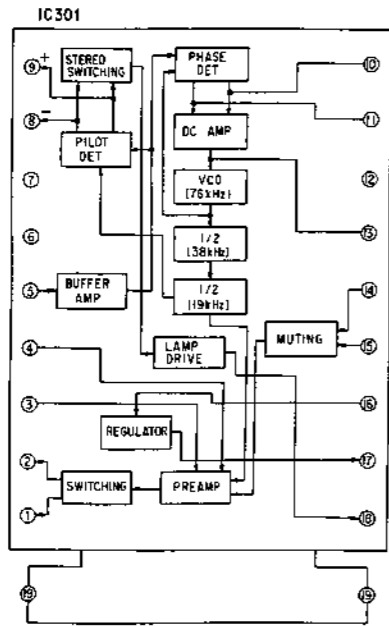 IC301
STEREO SWITCHING
PHASE DET
⑨ +
⑩
⑧ −
⑪
PILOT DET
DC AMP
⑦
VCO [76kHz]
⑫
⑥
1/2 [38kHz]
⑬
⑤
BUFFER AMP
1/2 [19kHz]
⑭
④
LAMP DRIVE
MUTING
⑮
③
⑯
REGULATOR
②
⑰
SWITCHING
PREAMP
①
⑱
⑲
⑲